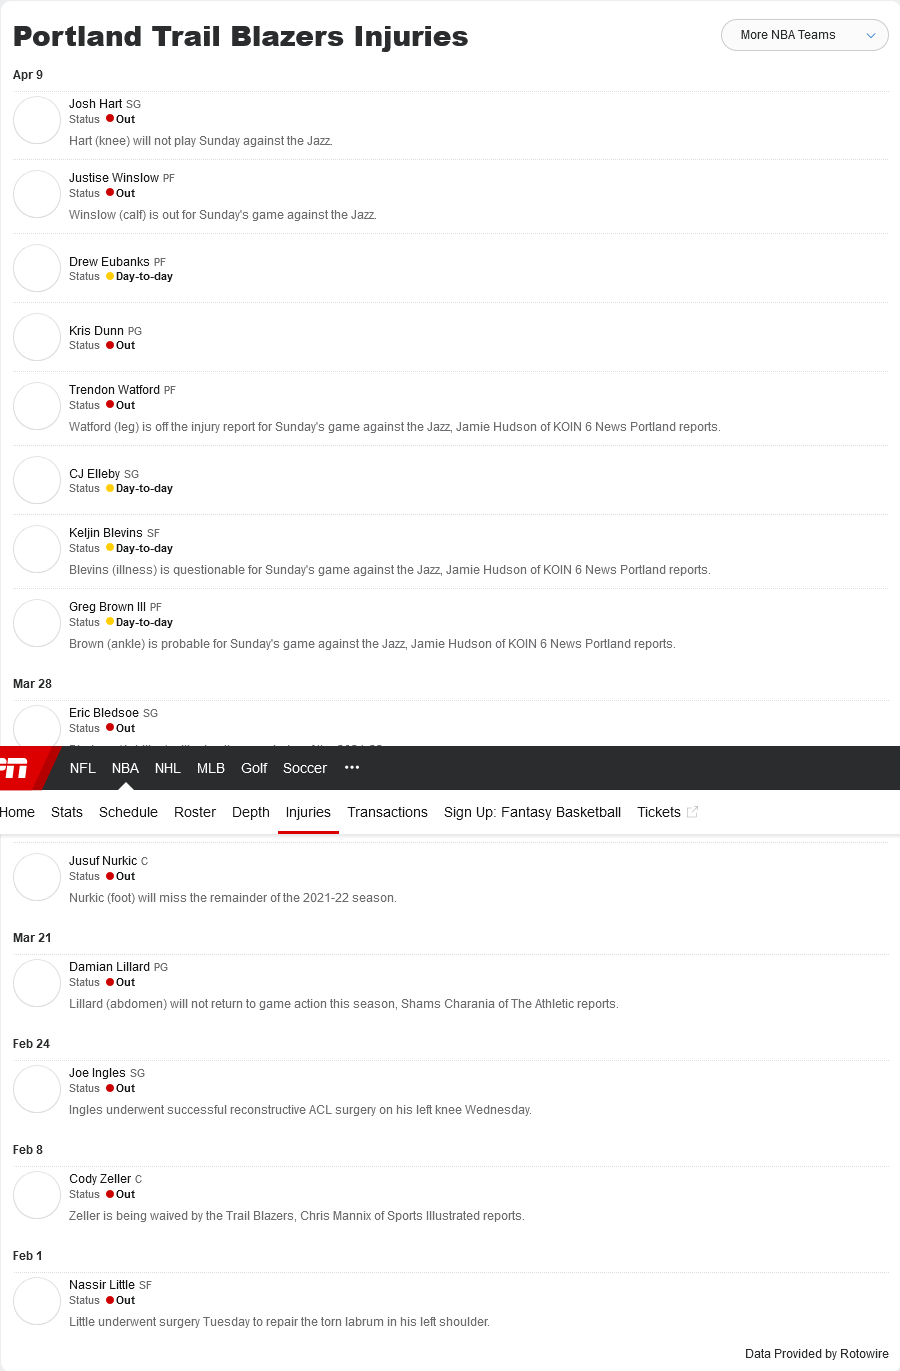 Portland Trail Blazers Injuries
More NBA Teams
Apr 9
Josh Hart SG
Status Out
Hart (knee) will not play Sunday against the Jazz.
Justise Winslow PF
Status Out
Winslow (calf) is out for Sunday's game against the Jazz.
Drew Eubanks PF
Status Day-to-day
Kris Dunn PG
Status Out
Trendon Watford PF
Status Out
Watford (leg) is off the injury report for Sunday's game against the Jazz, Jamie Hudson of KOIN 6 News Portland reports.
CJ Elleby SG
Status Day-to-day
Keljin Blevins SF
Status Day-to-day
Blevins (illness) is questionable for Sunday's game against the Jazz, Jamie Hudson of KOIN 6 News Portland reports.
Greg Brown III PF
Status Day-to-day
Brown (ankle) is probable for Sunday's game against the Jazz, Jamie Hudson of KOIN 6 News Portland reports.
Mar 28
Eric Bledsoe SG
Status Out
NFL NBA NHL MLB Golf Soccer •••
Home Stats Schedule Roster Depth Injuries Transactions Sign Up: Fantasy Basketball Tickets
Jusuf Nurkic C
Status Out
Nurkic (foot) will miss the remainder of the 2021-22 season.
Mar 21
Damian Lillard PG
Status Out
Lillard (abdomen) will not return to game action this season, Shams Charania of The Athletic reports.
Feb 24
Joe Ingles SG
Status Out
Ingles underwent successful reconstructive ACL surgery on his left knee Wednesday.
Feb 8
Cody Zeller C
Status Out
Zeller is being waived by the Trail Blazers, Chris Mannix of Sports Illustrated reports.
Feb 1
Nassir Little SF
Status Out
Little underwent surgery Tuesday to repair the torn labrum in his left shoulder.
Data Provided by Rotowire